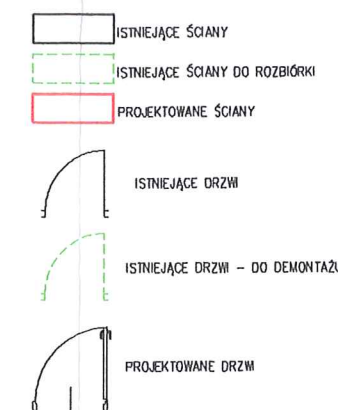 ISTNIEJĄCE ŚCIANY
ISTNIEJĄCE ŚCIANY DO ROZBIÓRKI
PROJEKTOWANE ŚCIANY
ISTNIEJĄCE DRZWI
ISTNIEJĄCE DRZWI – DO DEMONTAŻU
PROJEKTOWANE DRZWI